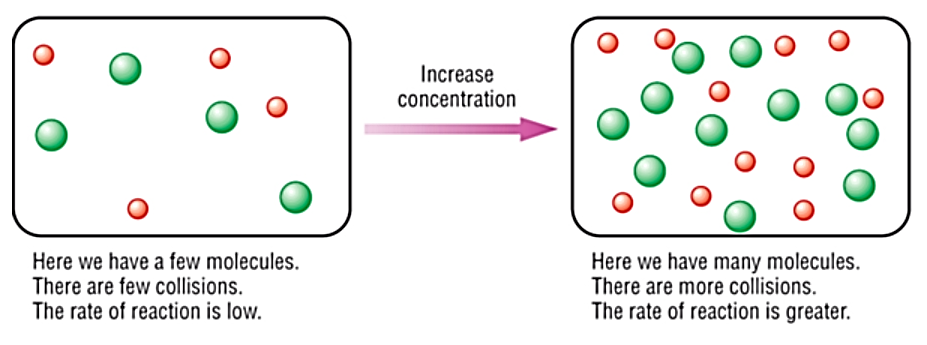 Increase
concentration
Here we have a few molecules.
There are few collisions.
The rate of reaction is low.
Here we have many molecules.
There are more collisions.
The rate of reaction is greater.